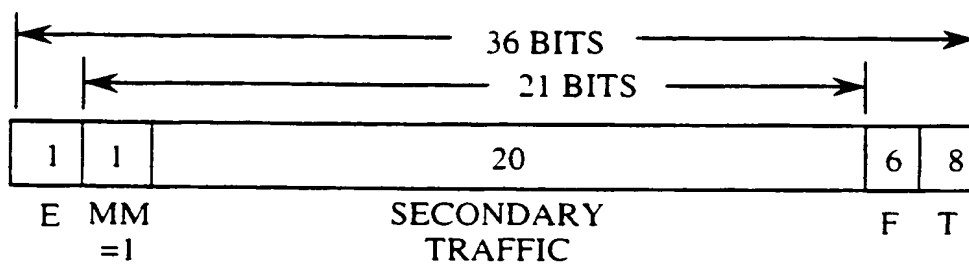 36 BITS
21 BITS
1 1 20 6 8
E MM =1 SECONDARY TRAFFIC F T